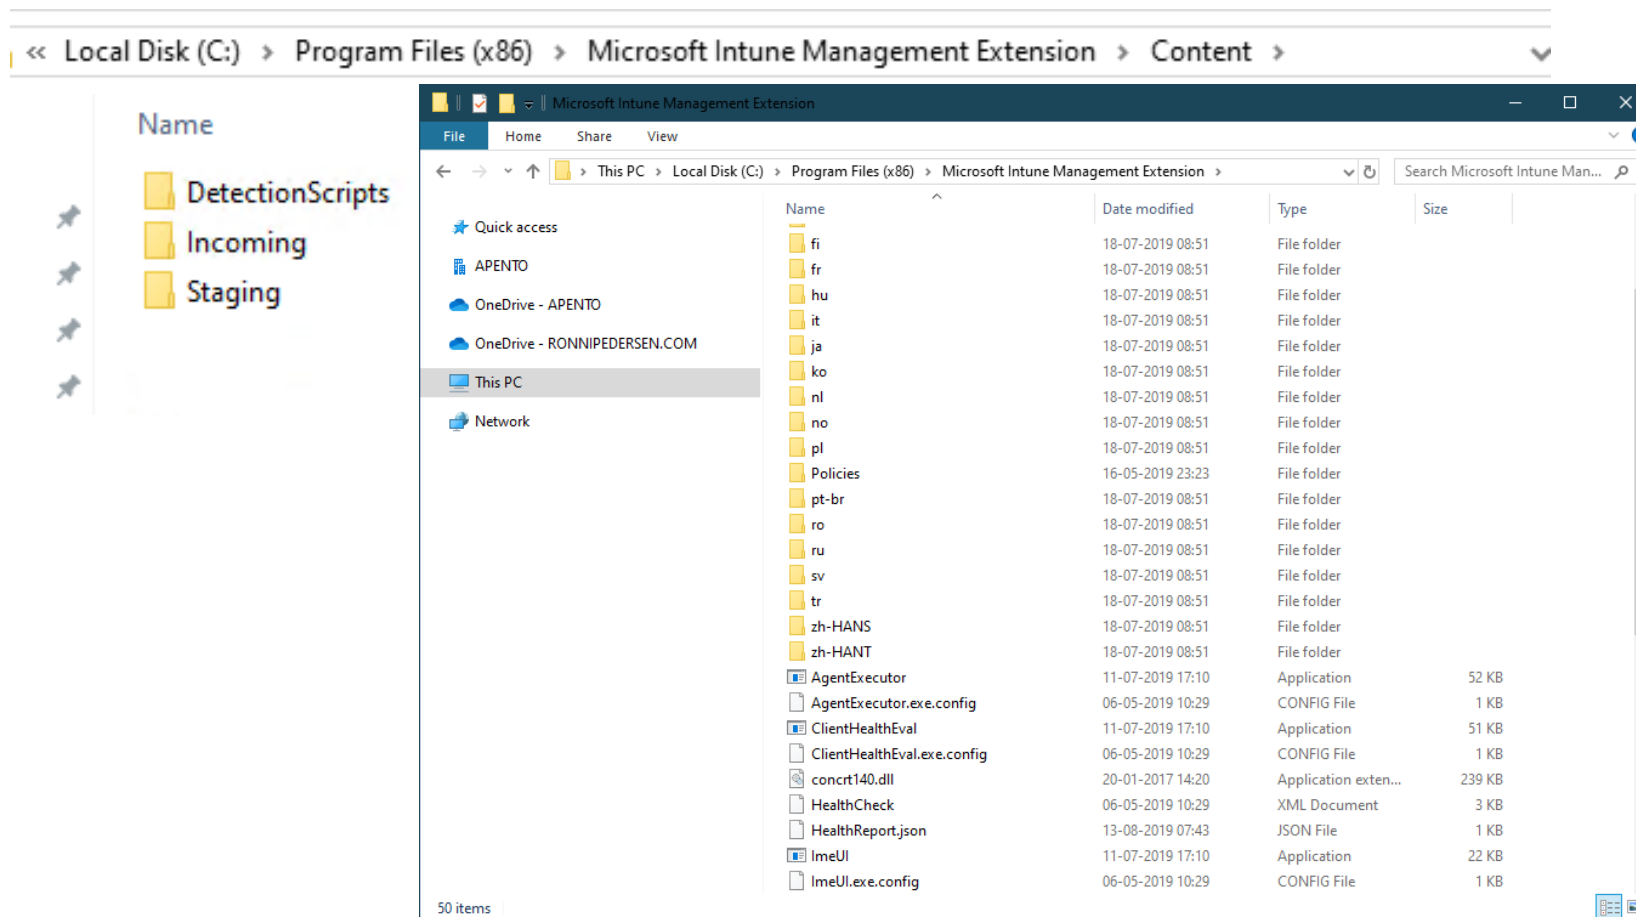 « Local Disk (C:) > Program Files (x86) > Microsoft Intune Management Extension > Content >
Name
DetectionScripts
Incoming
Staging
Microsoft Intune Management Extension
File Home Share View
> This PC > Local Disk (C:) > Program Files (x86) > Microsoft Intune Management Extension >
Search Microsoft Intune Man...
Quick access
APENTO
OneDrive - APENTO
OneDrive - RONNIPEDERSEN.COM
This PC
Network
Name Date modified Type Size
fi 18-07-2019 08:51 File folder
fr 18-07-2019 08:51 File folder
hu 18-07-2019 08:51 File folder
it 18-07-2019 08:51 File folder
ja 18-07-2019 08:51 File folder
ko 18-07-2019 08:51 File folder
nl 18-07-2019 08:51 File folder
no 18-07-2019 08:51 File folder
pl 18-07-2019 08:51 File folder
Policies 16-05-2019 23:23 File folder
pt-br 18-07-2019 08:51 File folder
ro 18-07-2019 08:51 File folder
ru 18-07-2019 08:51 File folder
sv 18-07-2019 08:51 File folder
tr 18-07-2019 08:51 File folder
zh-HANS 18-07-2019 08:51 File folder
zh-HANT 18-07-2019 08:51 File folder
AgentExecutor 11-07-2019 17:10 Application 52 KB
AgentExecutor.exe.config 06-05-2019 10:29 CONFIG File 1 KB
ClientHealthEval 11-07-2019 17:10 Application 51 KB
ClientHealthEval.exe.config 06-05-2019 10:29 CONFIG File 1 KB
concrt140.dll 20-01-2017 14:20 Application exten... 239 KB
HealthCheck 06-05-2019 10:29 XML Document 3 KB
HealthReport.json 13-08-2019 07:43 JSON File 1 KB
ImeUI 11-07-2019 17:10 Application 22 KB
ImeUI.exe.config 06-05-2019 10:29 CONFIG File 1 KB
50 items